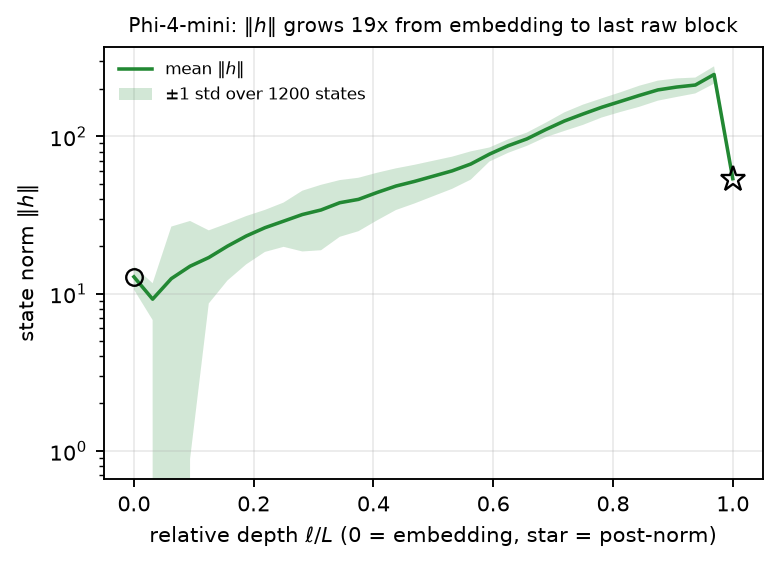 Phi-4-mini: ‖h‖ grows 19x from embedding to last raw block
mean ‖h‖
±1 std over 1200 states
state norm ‖h‖
10²
10¹
10⁰
0.0 0.2 0.4 0.6 0.8 1.0
relative depth ℓ/L (0 = embedding, star = post-norm)